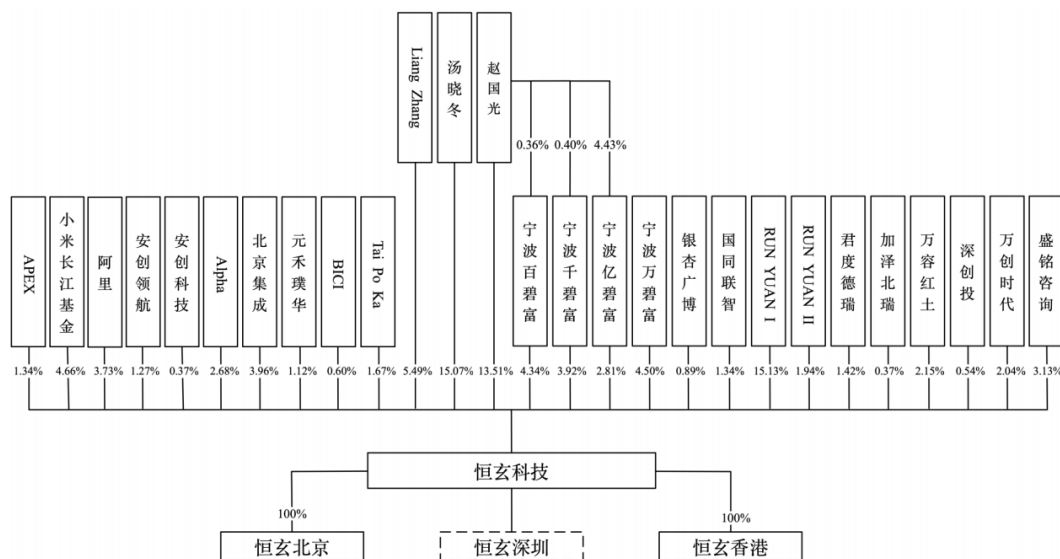 Liang Zhang
汤晓冬
赵国光
0.36%
0.40%
4.43%
APEX
小米长江基金
阿里
安创领航
安创科技
Alpha
北京集成
元禾璞华
BICI
Tai Po Ka
宁波百碧富
宁波千碧富
宁波亿碧富
宁波万碧富
银杏广博
国同联智
RUN YUAN I
RUN YUAN II
君度德瑞
加泽北瑞
万容红土
深创投
万创时代
盛铭咨询
1.34%
4.66%
3.73%
1.27%
0.37%
2.68%
3.96%
1.12%
0.60%
1.67%
5.49%
15.07%
13.51%
4.34%
3.92%
2.81%
4.50%
0.89%
1.34%
15.13%
1.94%
1.42%
0.37%
2.15%
0.54%
2.04%
3.13%
恒玄科技
100%
100%
恒玄北京
恒玄深圳
恒玄香港